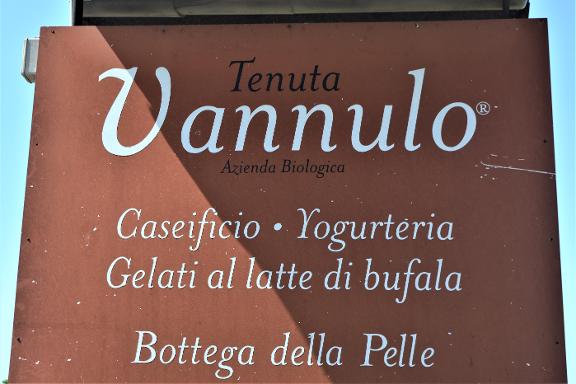 Tenuta
Vannulo®
Azienda Biologica
Caseificio • Yogurteria
Gelati al latte di bufala
Bottega della Pelle